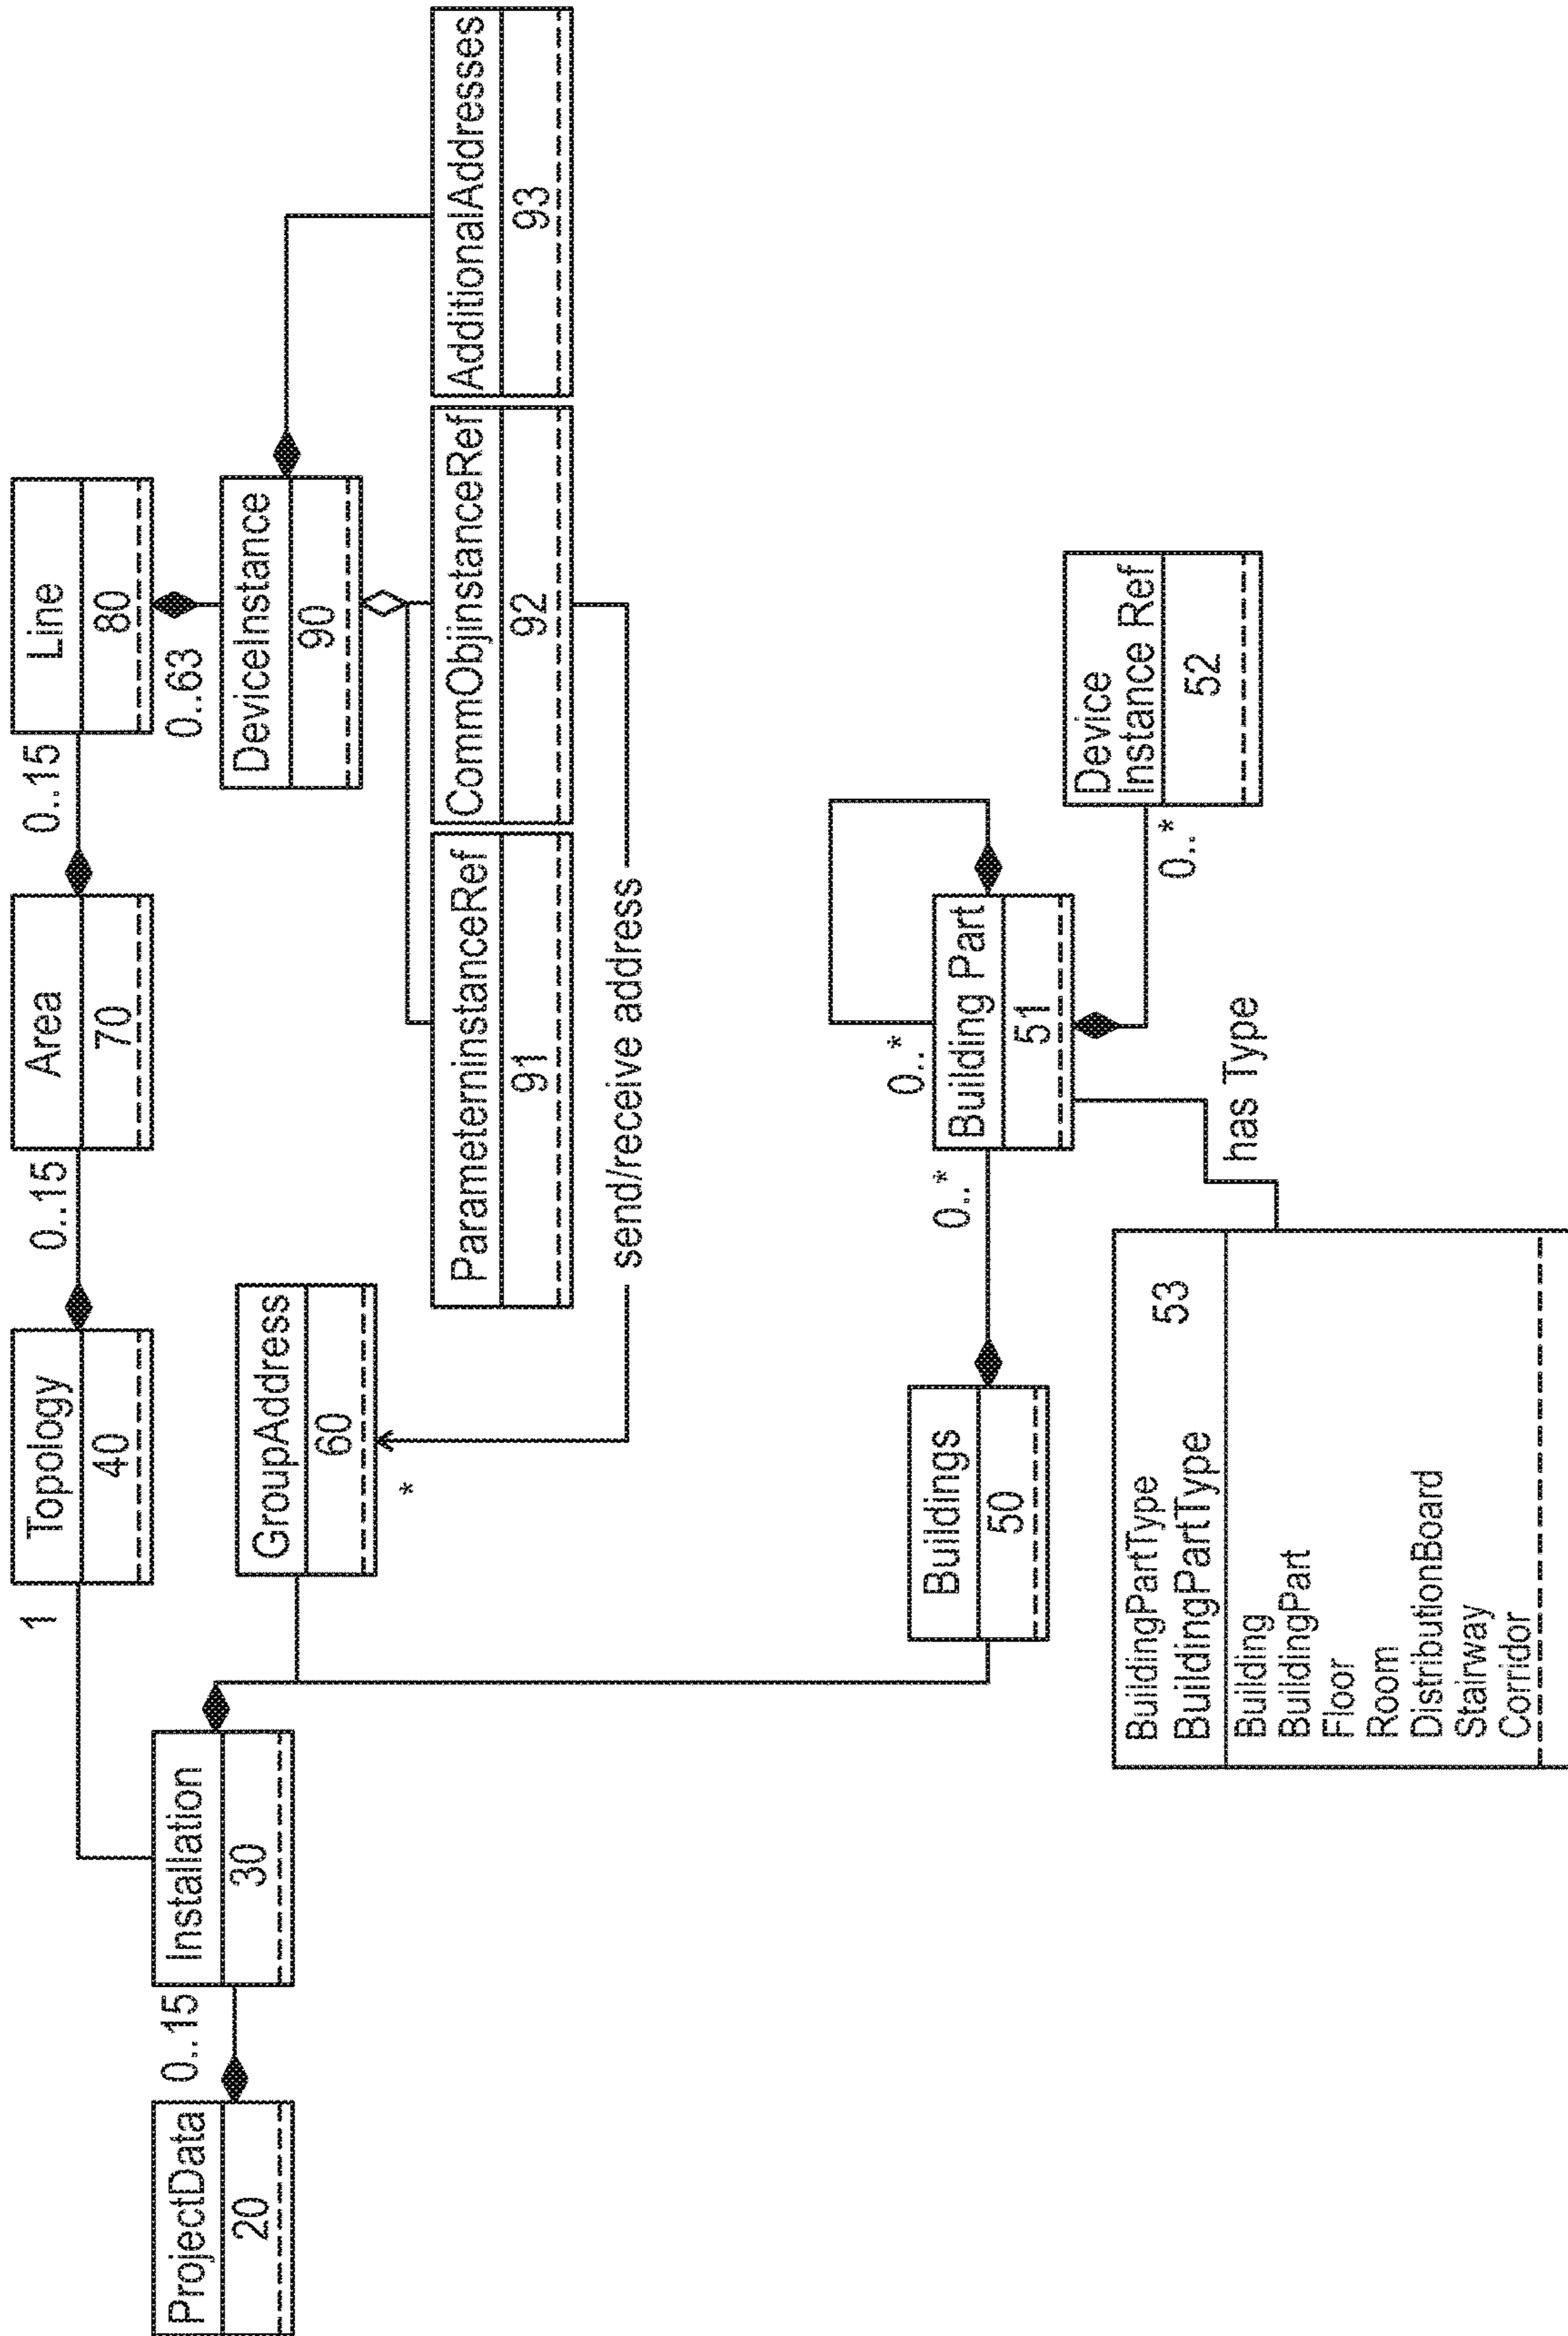 ProjectData
20
0..15
Installation
30
1
Topology
40
0..15
Area
70
0..15
Line
80
0..63
DeviceInstance
90
GroupAddress
60
*
ParameterninstanceRef
91
CommObjinstanceRef
92
AdditionalAddresses
93
send/receive address
Buildings
50
0..*
Building Part
51
0..*
0..*
Device
instance Ref
52
has Type
BuildingPartType
BuildingPartType
53
Building
BuildingPart
Floor
Room
DistributionBoard
Stairway
Corridor